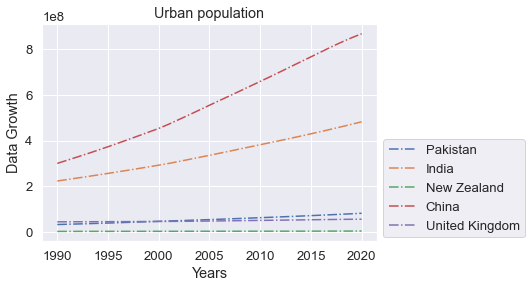 Urban population
1e8
8
6
4
2
0
Data Growth
1990 1995 2000 2005 2010 2015 2020
Years
Pakistan
India
New Zealand
China
United Kingdom